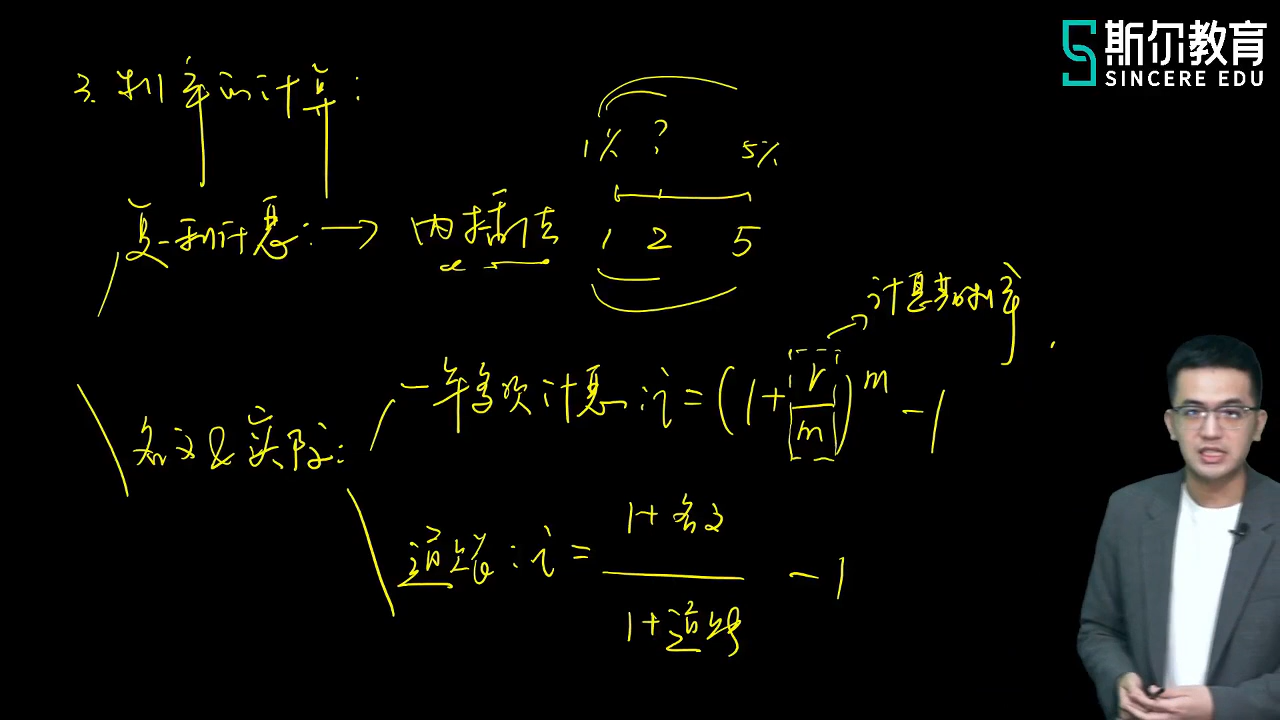 斯尔教育
SINCERE EDU
3. 利率的计算：
1% ? 5%
复利计息：→ 内插法
1 2 5
计息期利率
名义&实际：
一年多次计息：i=(1+r/m)^m-1
通膨：i=(1+名义)/(1+通膨)-1